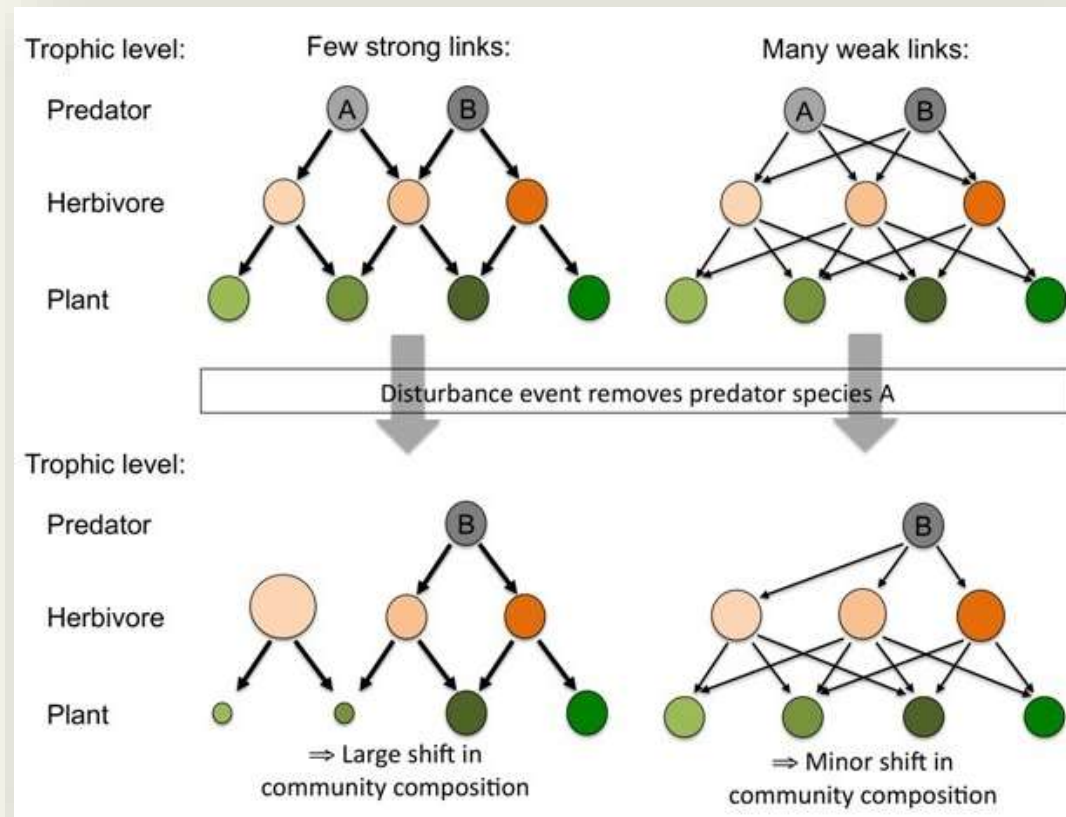 Trophic level:
Few strong links:
Many weak links:
Predator
A
B
A
B
Herbivore
Plant
Disturbance event removes predator species A
Trophic level:
Predator
B
B
Herbivore
Plant
⇒ Large shift in
community composition
⇒ Minor shift in
community composition